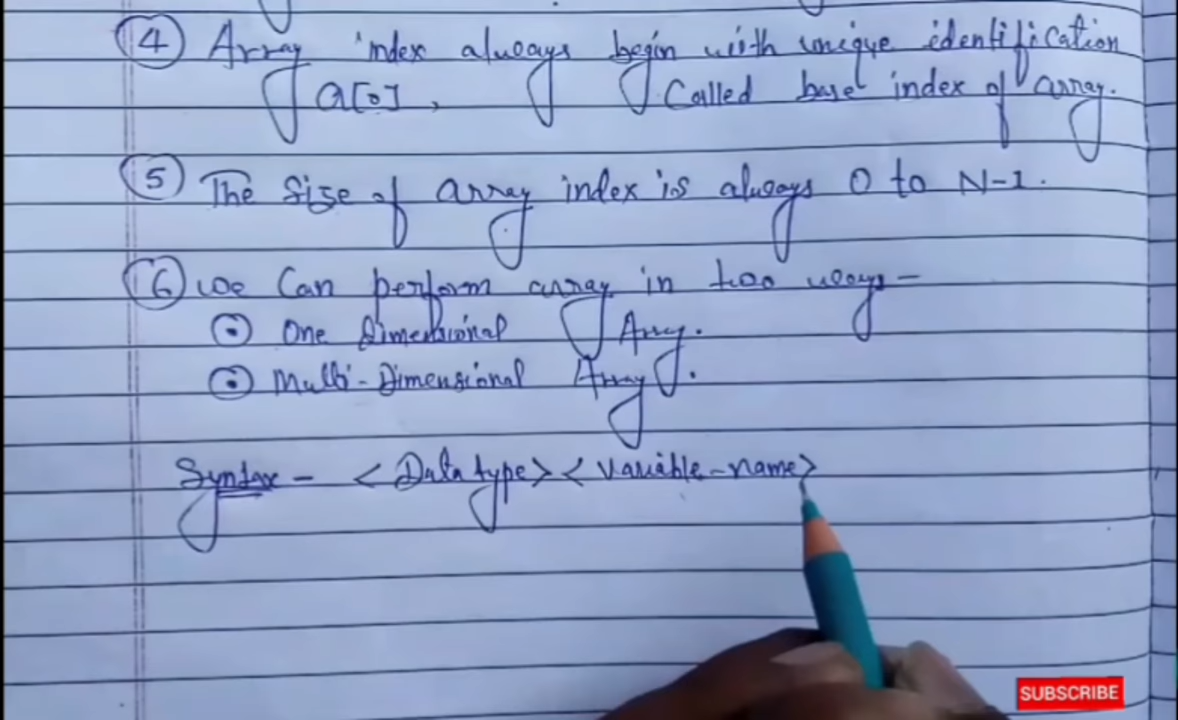 4 Array index always begin with unique identification
a[0], Called base index of array.
5 The Size of array index is always 0 to N-1.
6 we Can perform array in two ways-
One Dimensional Array.
Multi-Dimensional Array.
Syntax - <Data type> <variable-name>
SUBSCRIBE